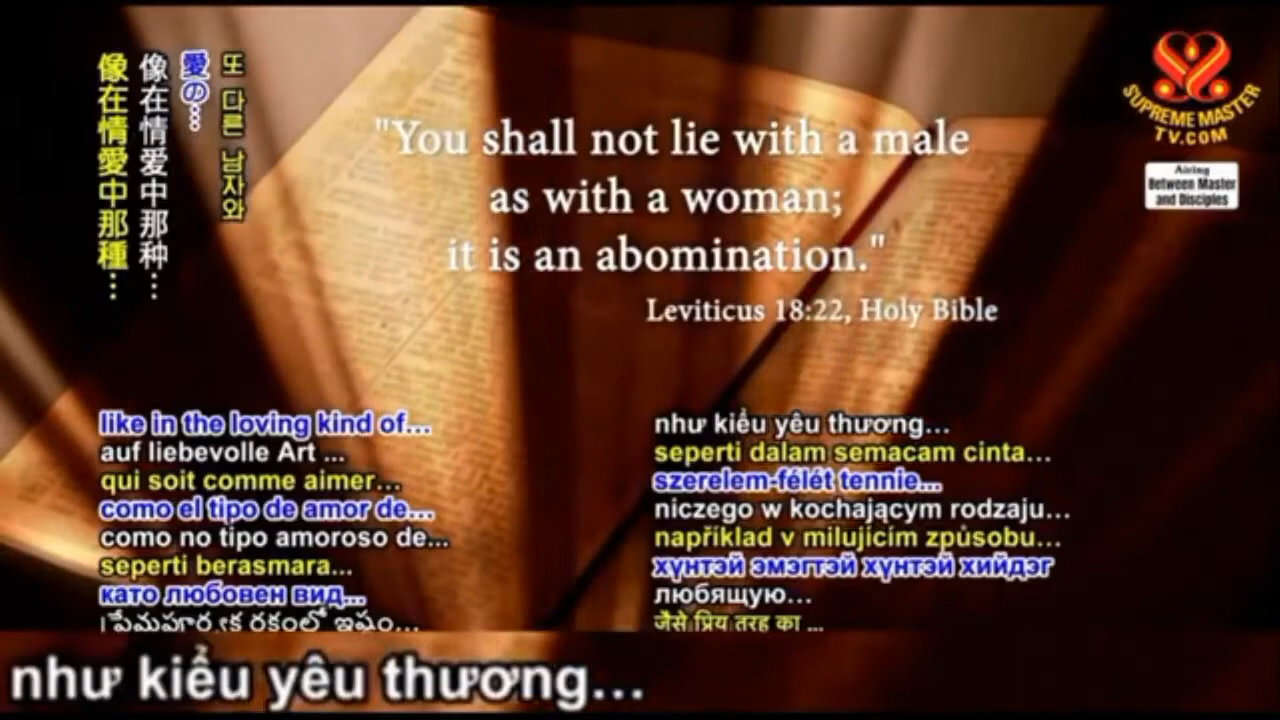 像在情愛中那種…
像在情爱中那种…
愛の…
또 다른 남자와
"You shall not lie with a male
as with a woman;
it is an abomination."
Leviticus 18:22, Holy Bible
SUPREME MASTER
TV.COM
Airing
Between Master
and Disciples
like in the loving kind of...
auf liebevolle Art ...
qui soit comme aimer...
como el tipo de amor de...
como no tipo amoroso de...
seperti berasmara...
като любовен вид...
ప్రేమపూర్వక రకంలో ఇష్టం...
như kiểu yêu thương...
seperti dalam semacam cinta...
szerelem-félét tennie...
niczego w kochającym rodzaju...
například v milujícím způsobu...
хүнтэй эмэгтэй хүнтэй хийдэг
любящую...
जैसे प्रिय तरह का ...
như kiểu yêu thương...